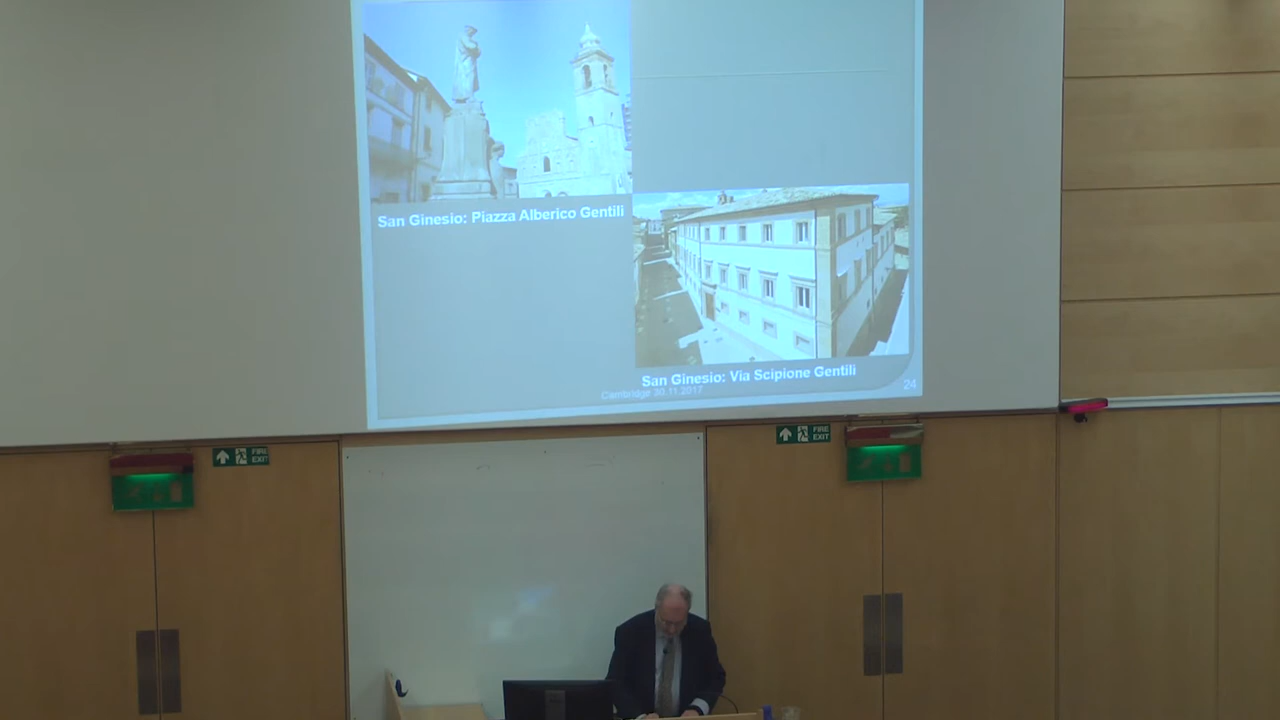 San Ginesio: Piazza Alberico Gentili
San Ginesio: Via Scipione Gentili
Cambridge 30.11.2017
24
FIRE
EXIT
FIRE
EXIT